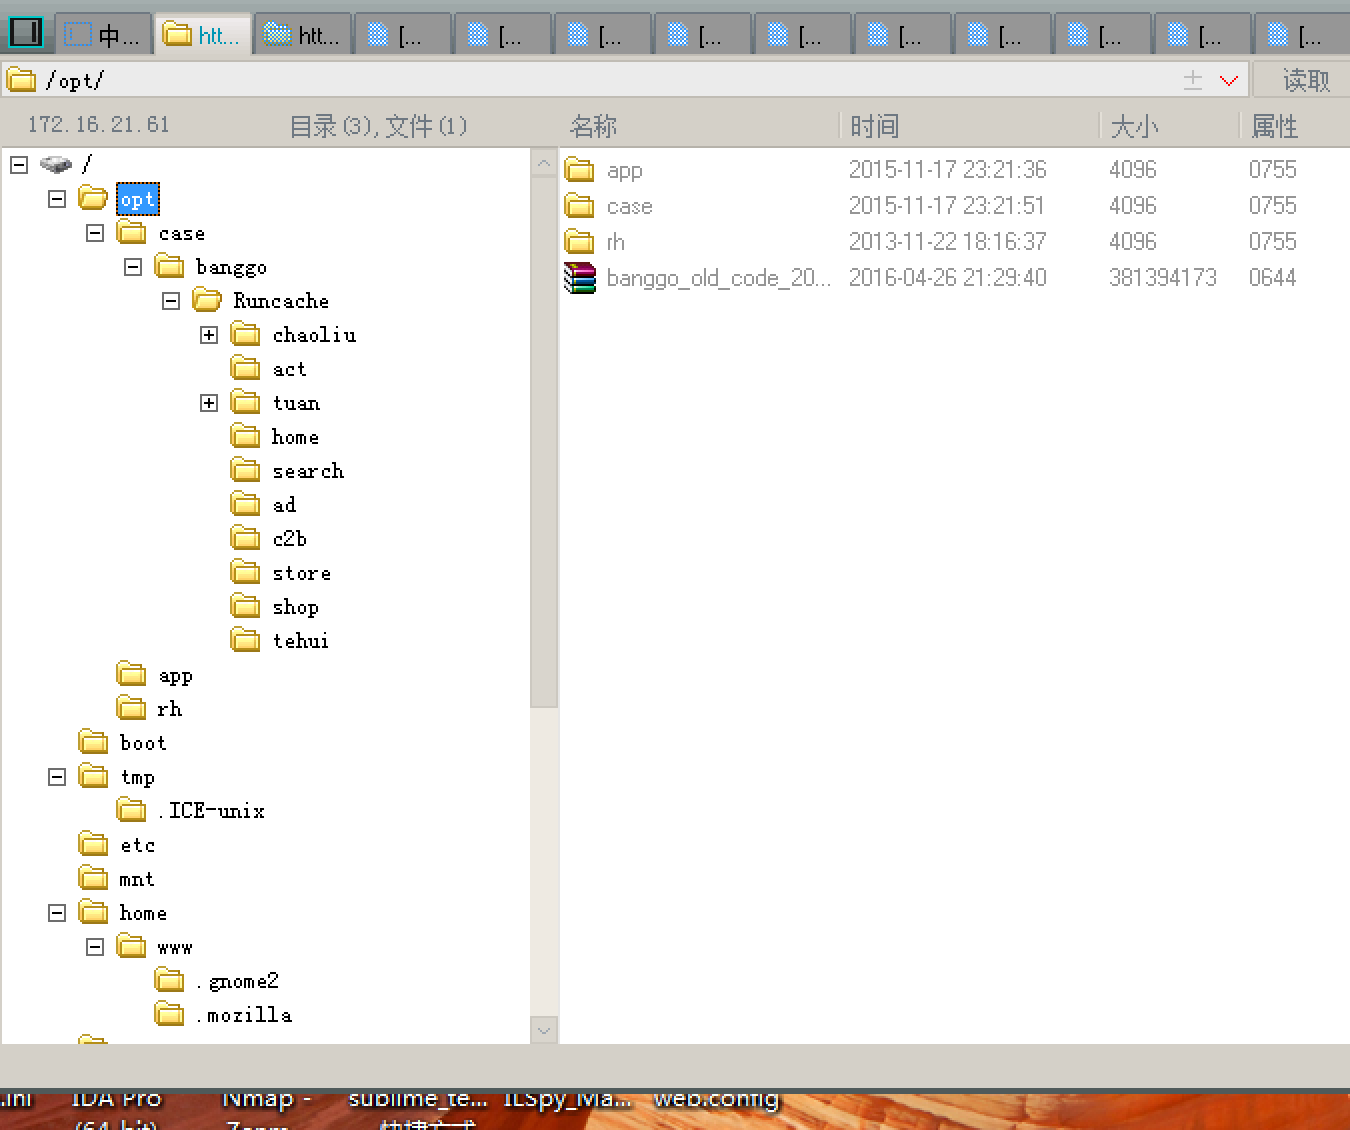 中...
htt...
htt...
[...
[...
[...
[...
[...
[...
[...
[...
[...
[...
/opt/
读取
172.16.21.61
目录(3),文件(1)
名称 时间 大小 属性
/
opt
case
banggo
Runcache
chaoliu
act
tuan
home
search
ad
c2b
store
shop
tehui
app
rh
boot
tmp
.ICE-unix
etc
mnt
home
www
.gnome2
.mozilla
app 2015-11-17 23:21:36 4096 0755
case 2015-11-17 23:21:51 4096 0755
rh 2013-11-22 18:16:37 4096 0755
banggo_old_code_20... 2016-04-26 21:29:40 381394173 0644
.ini IDA Pro Nmap - sublime_te... ILSpy_Ma... web.config
(64-bit) Zenm 快捷方式